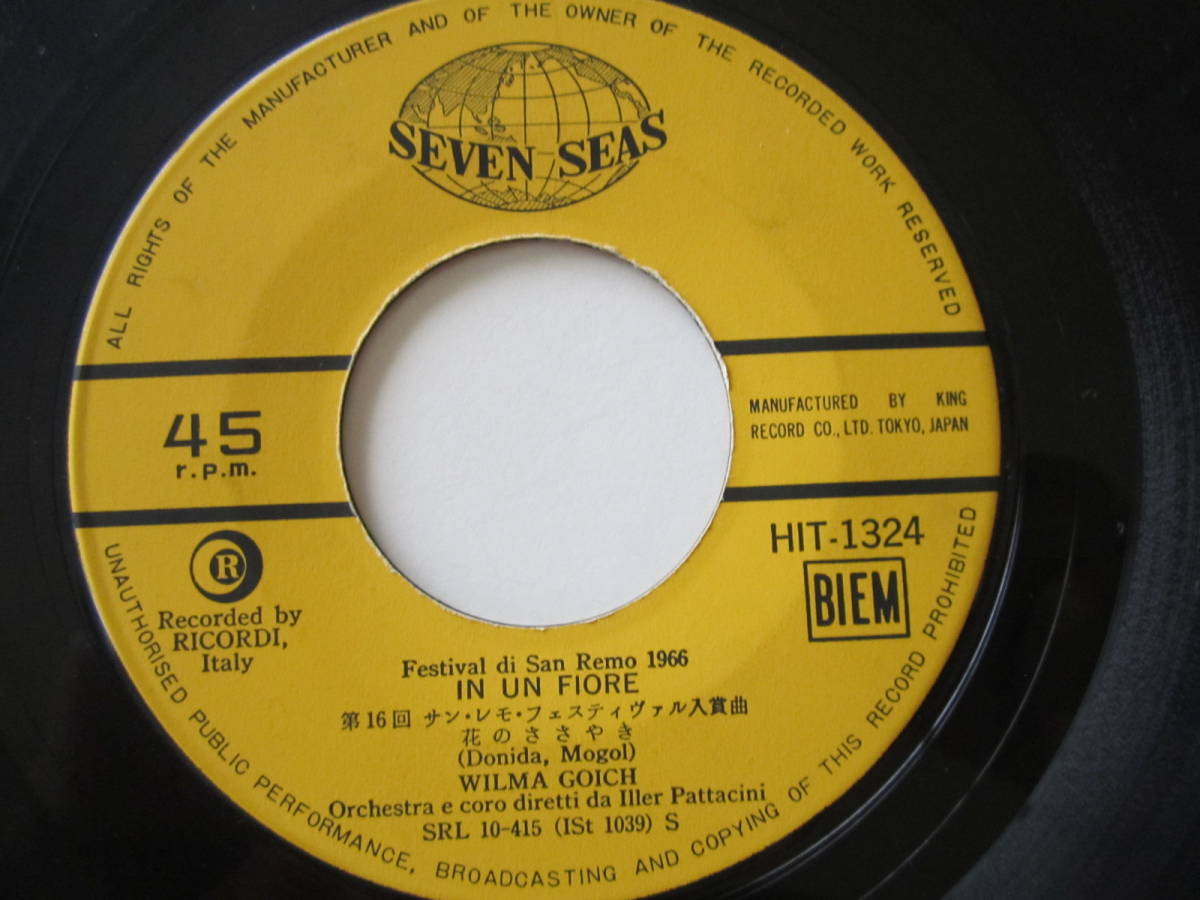 ALL RIGHTS OF THE MANUFACTURER AND OF THE OWNER OF THE RECORDED WORK RESERVED
SEVEN SEAS
45
r.p.m.
MANUFACTURED BY KING
RECORD CO., LTD. TOKYO, JAPAN
R
Recorded by
RICORDI,
Italy
HIT-1324
BIEM
Festival di San Remo 1966
IN UN FIORE
第16回 サン・レモ・フェスティヴァル入賞曲
花のささやき
(Donida, Mogol)
WILMA GOICH
Orchestra e coro diretti da Iller Pattacini
SRL 10-415 (ISt 1039) S
UNAUTHORISED PUBLIC PERFORMANCE, BROADCASTING AND COPYING OF THIS RECORD PROHIBITED